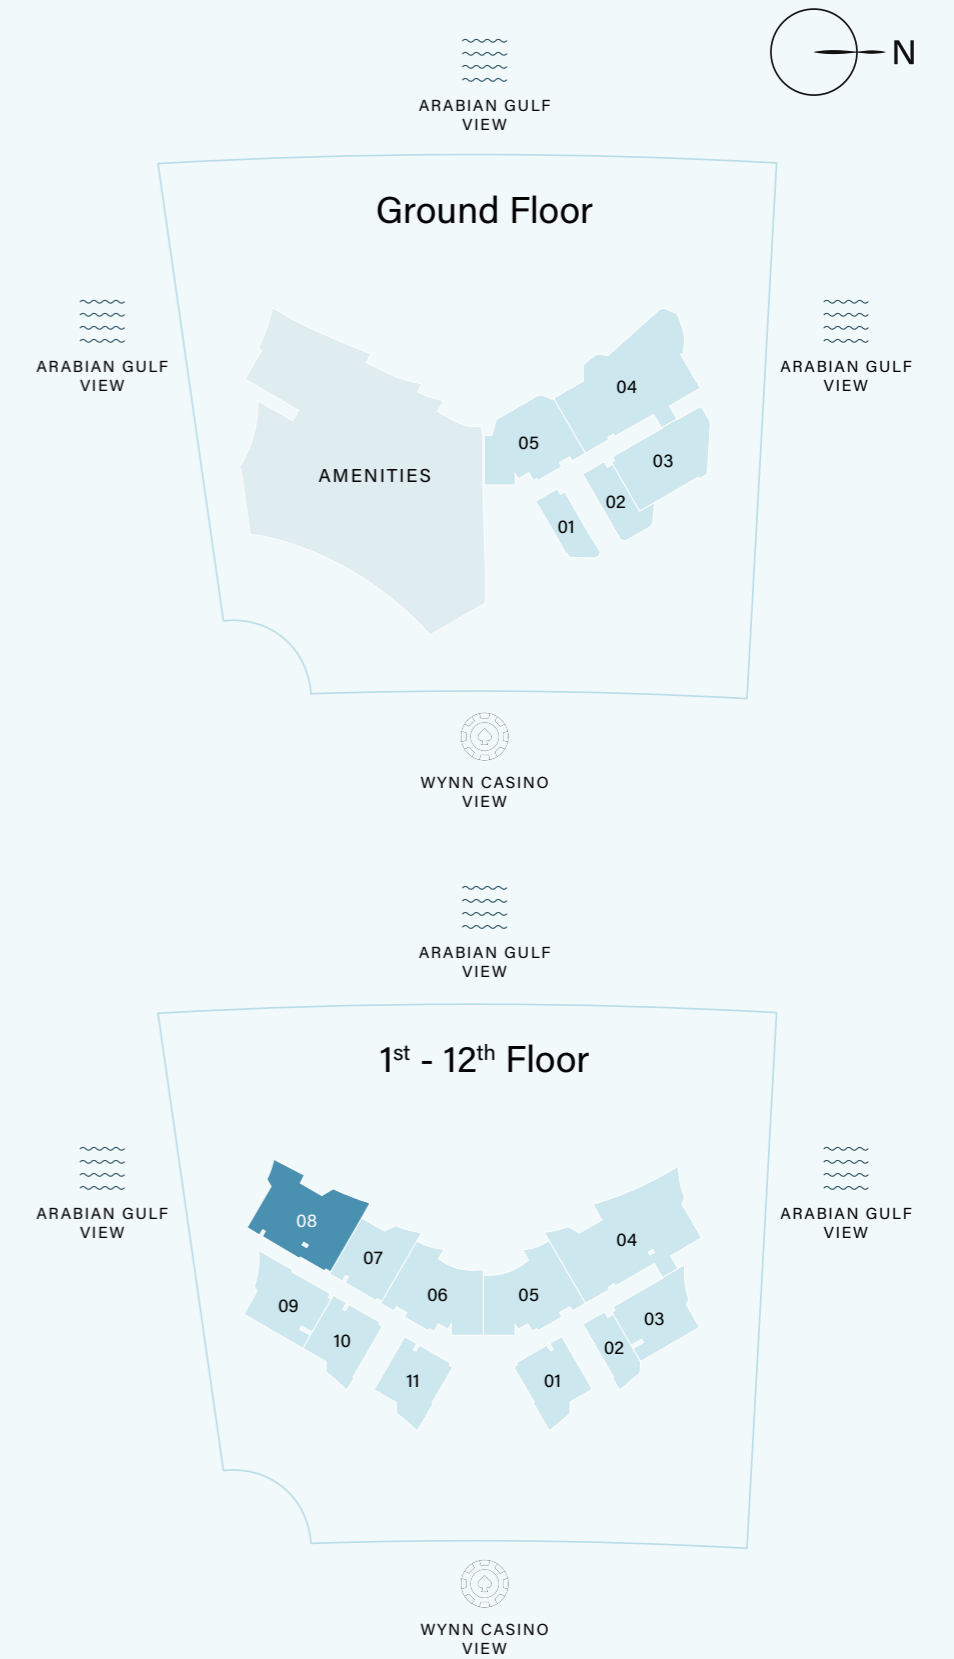 N
ARABIAN GULF
VIEW
Ground Floor
ARABIAN GULF
VIEW
ARABIAN GULF
VIEW
04
05
03
AMENITIES
02
01
WYNN CASINO
VIEW
ARABIAN GULF
VIEW
1st - 12th Floor
ARABIAN GULF
VIEW
ARABIAN GULF
VIEW
08
04
07
06
05
09
03
10
02
11
01
WYNN CASINO
VIEW